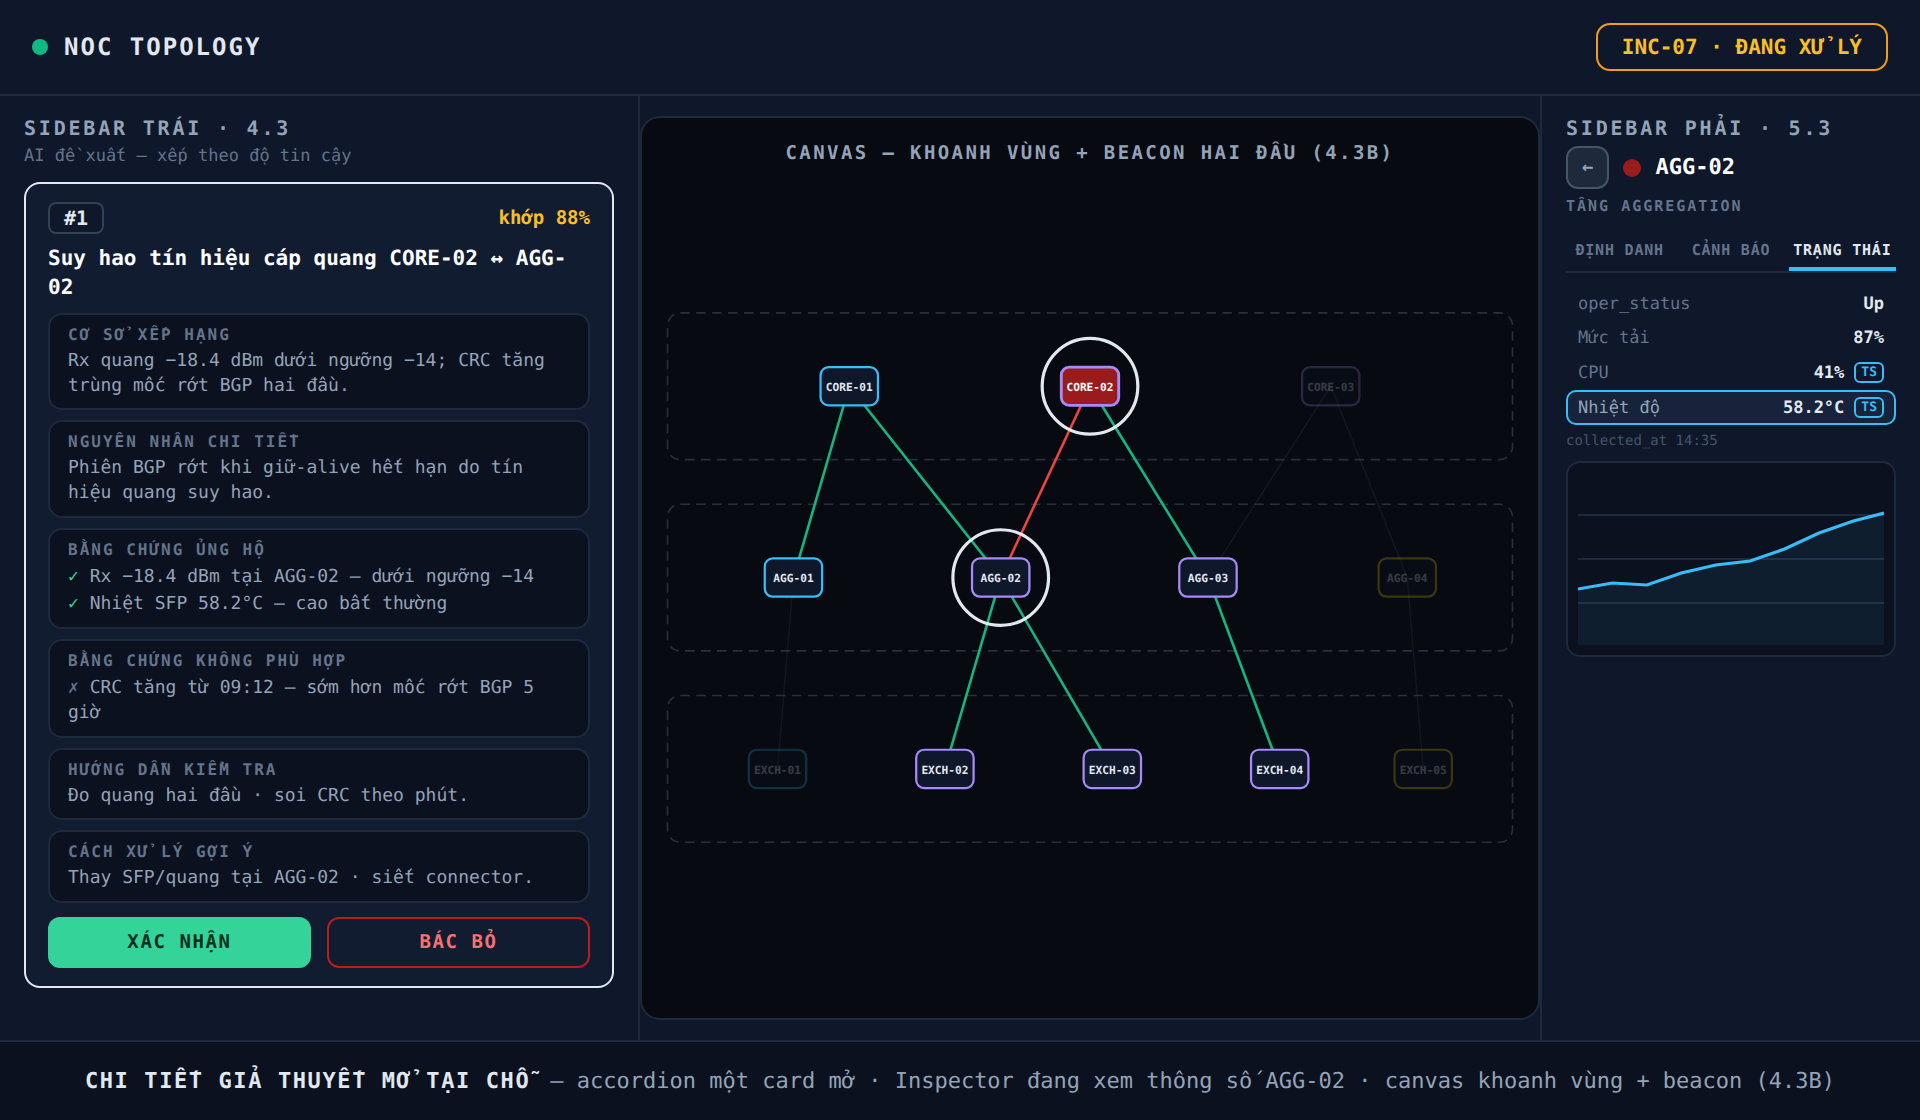 NOC TOPOLOGY
INC-07 · ĐANG XỬ LÝ
SIDEBAR TRÁI · 4.3
AI đề xuất — xếp theo độ tin cậy
#1
khớp 88%
Suy hao tín hiệu cáp quang CORE-02 ↔ AGG-
02
CƠ SỞ XẾP HẠNG
Rx quang −18.4 dBm dưới ngưỡng −14; CRC tăng
trùng mốc rớt BGP hai đầu.
NGUYÊN NHÂN CHI TIẾT
Phiên BGP rớt khi giữ-alive hết hạn do tín
hiệu quang suy hao.
BẰNG CHỨNG ỦNG HỘ
✓ Rx −18.4 dBm tại AGG-02 — dưới ngưỡng −14
✓ Nhiệt SFP 58.2°C — cao bất thường
BẰNG CHỨNG KHÔNG PHÙ HỢP
✗ CRC tăng từ 09:12 — sớm hơn mốc rớt BGP 5
giờ
HƯỚNG DẪN KIỂM TRA
Đo quang hai đầu · soi CRC theo phút.
CÁCH XỬ LÝ GỢI Ý
Thay SFP/quang tại AGG-02 · siết connector.
XÁC NHẬN
BÁC BỎ
CANVAS — KHOANH VÙNG + BEACON HAI ĐẦU (4.3B)
CORE-01
CORE-02
CORE-03
AGG-01
AGG-02
AGG-03
AGG-04
EXCH-01
EXCH-02
EXCH-03
EXCH-04
EXCH-05
SIDEBAR PHẢI · 5.3
← AGG-02
TẦNG AGGREGATION
ĐỊNH DANH
CẢNH BÁO
TRẠNG THÁI
oper_status Up
Mức tải 87%
CPU 41% TS
Nhiệt độ 58.2°C TS
collected_at 14:35
CHI TIẾT GIẢ THUYẾT MỞ TẠI CHỖ — accordion một card mở · Inspector đang xem thông số AGG-02 · canvas khoanh vùng + beacon (4.3B)